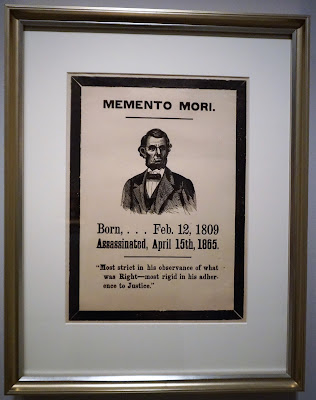 MEMENTO MORI.
Born, . . . Feb. 12, 1809
Assassinated, April 15th, 1865.
"Most strict in his observance of what
was Right—most rigid in his adher-
ence to Justice."